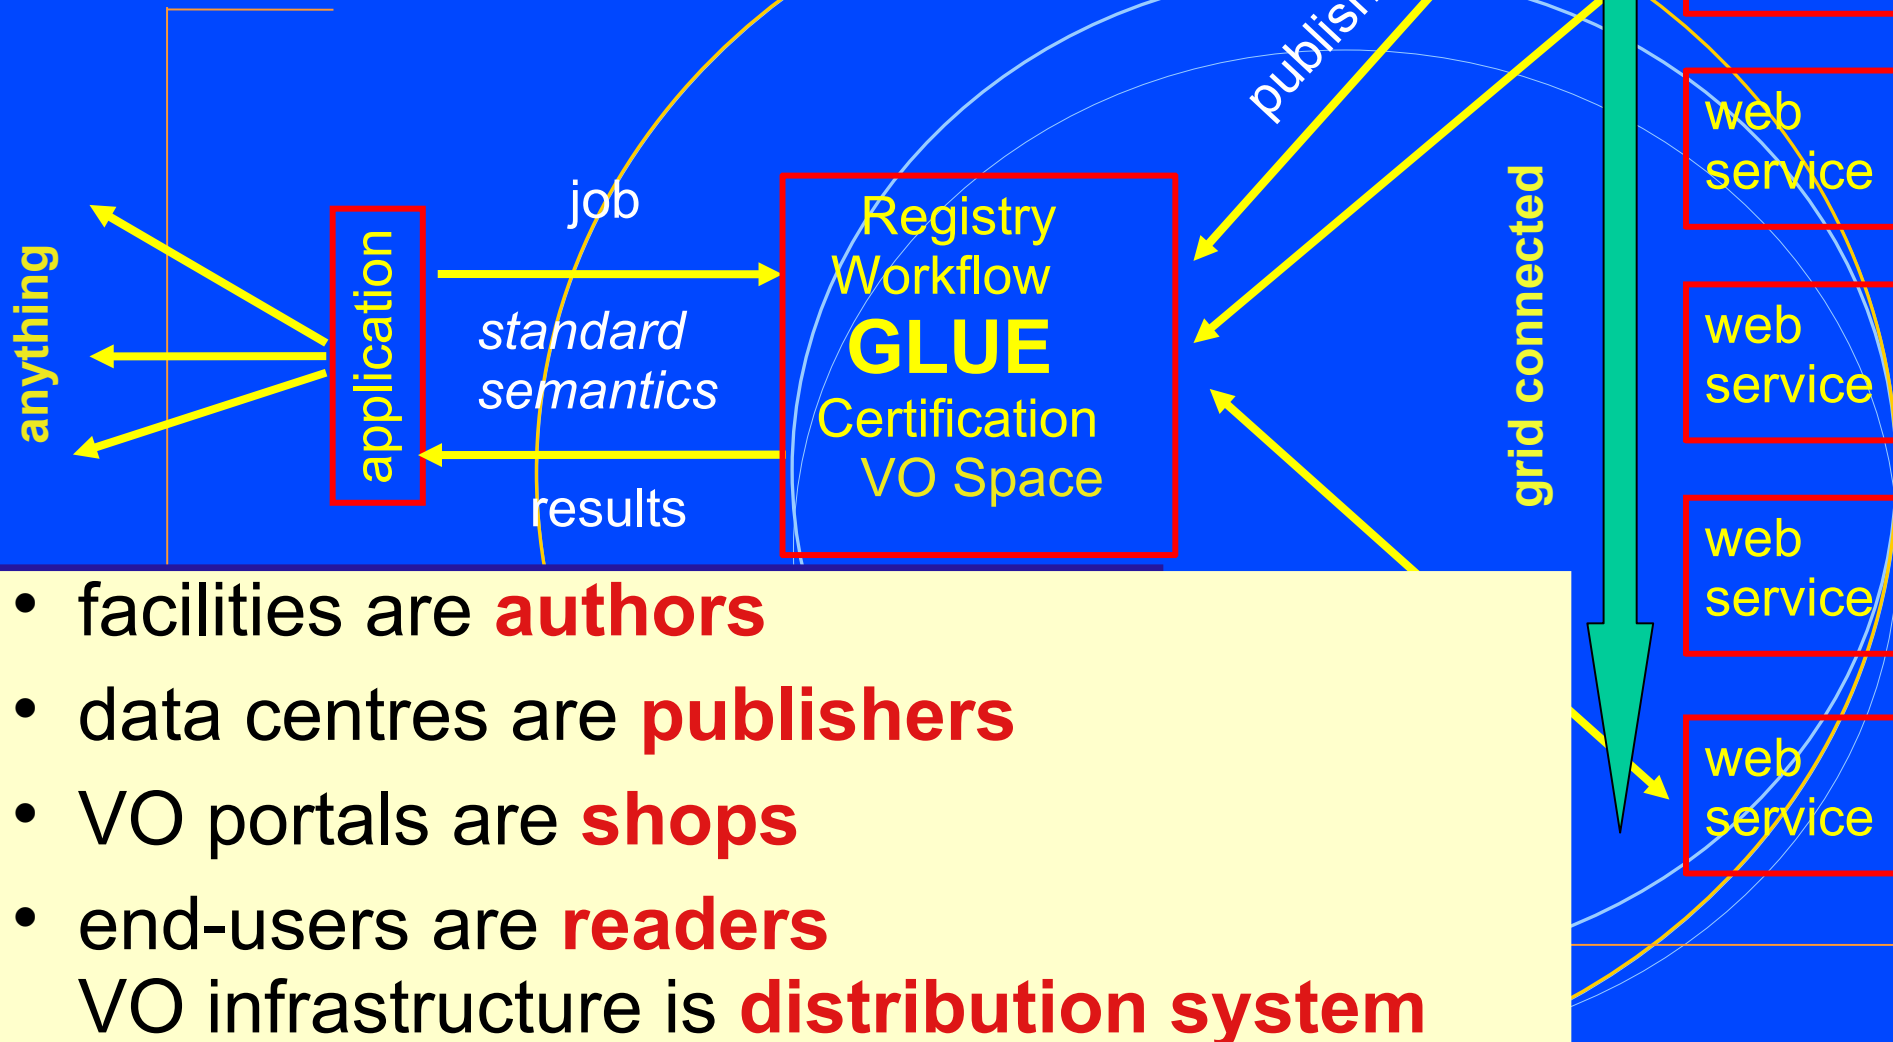 publish
anything
application
job
standard
semantics
results
Registry
Workflow
GLUE
Certification
VO Space
grid connected
web
service
web
service
web
service
web
service
• facilities are authors
• data centres are publishers
• VO portals are shops
• end-users are readers
VO infrastructure is distribution system